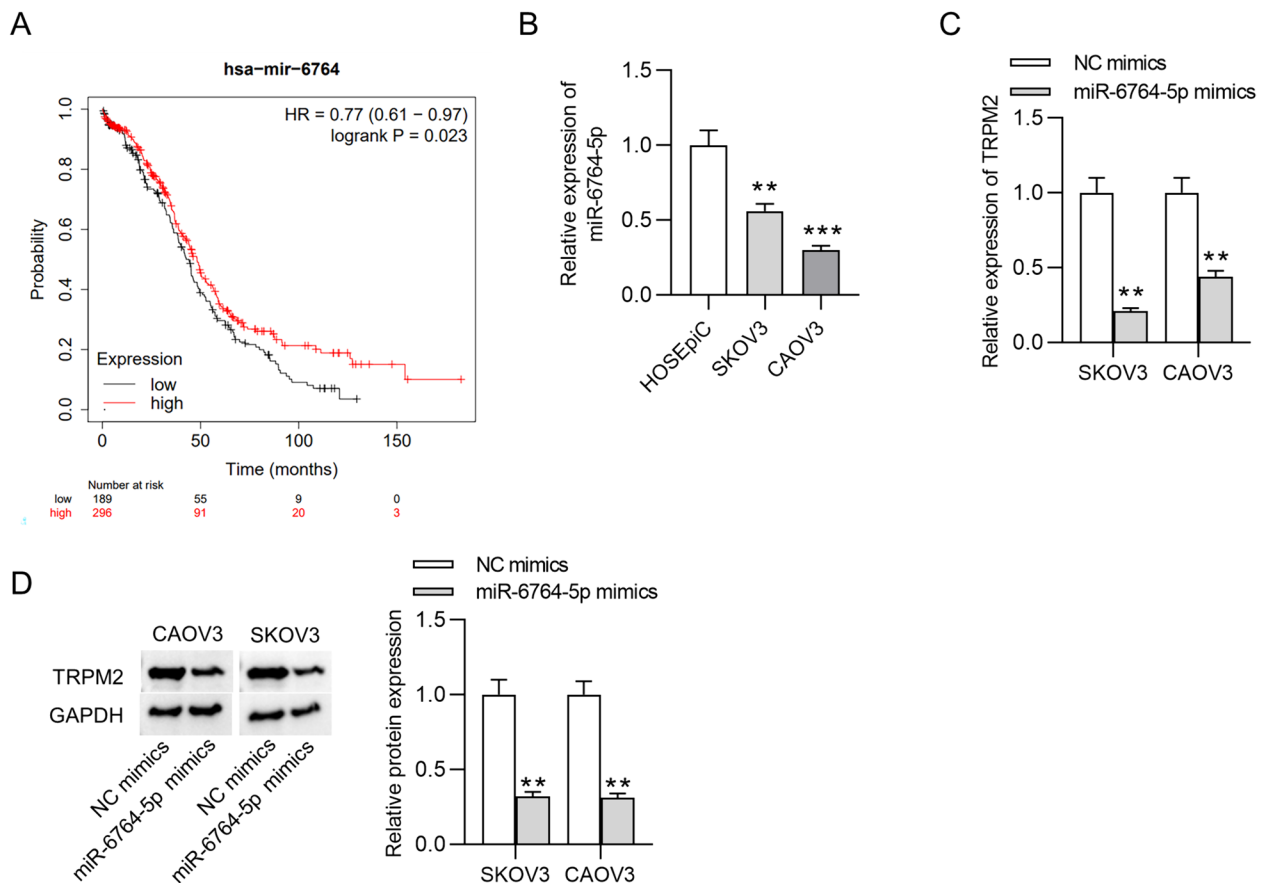 A
hsa-mir-6764
HR = 0.77 (0.61 − 0.97)
logrank P = 0.023
Probability
1.0
0.8
0.6
0.4
0.2
0.0
Expression
low
high
0
50
100
150
Time (months)
Number at risk
low 189 55 9 0
high 296 91 20 3
B
Relative expression of
miR-6764-5p
1.5
1.0
0.5
0.0
**
***
HOSEpiC
SKOV3
CAOV3
C
NC mimics
miR-6764-5p mimics
Relative expression of TRPM2
1.5
1.0
0.5
0.0
**
**
SKOV3 CAOV3
D
CAOV3 SKOV3
TRPM2
GAPDH
NC mimics
miR-6764-5p mimics
NC mimics
miR-6764-5p mimics
NC mimics
miR-6764-5p mimics
Relative protein expression
1.5
1.0
0.5
0.0
**
**
SKOV3 CAOV3